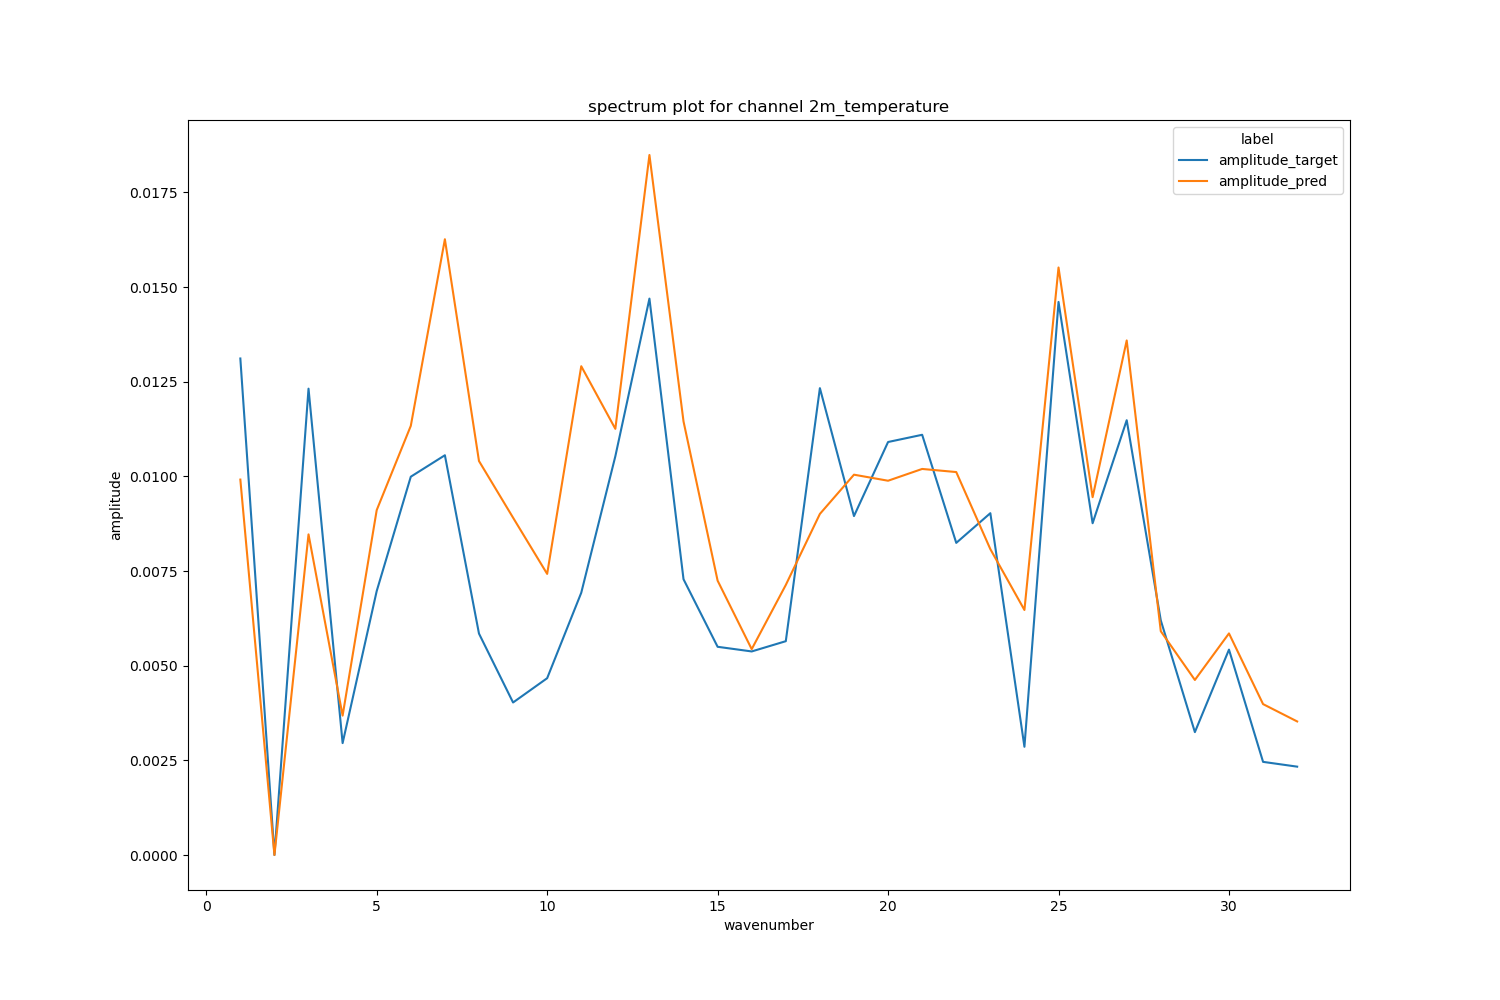 spectrum plot for channel 2m_temperature
label
amplitude_target
amplitude_pred
amplitude
0.0175
0.0150
0.0125
0.0100
0.0075
0.0050
0.0025
0.0000
0 5 10 15 20 25 30
wavenumber